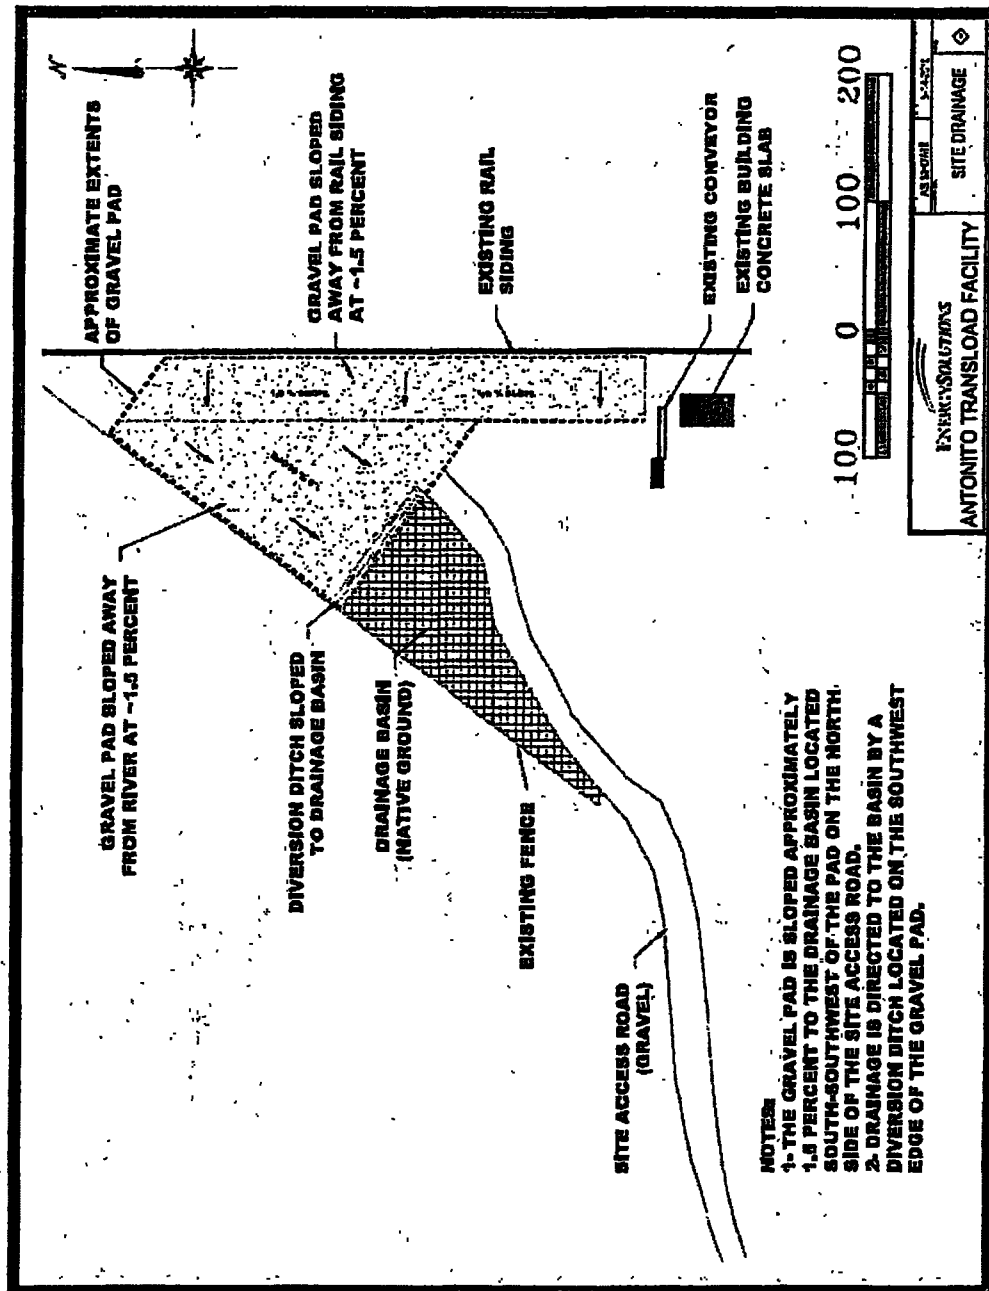 N
APPROXIMATE EXTENTS
OF GRAVEL PAD
GRAVEL PAD SLOPED
AWAY FROM RAIL SIDING
AT ~1.5 PERCENT
EXISTING RAIL
SIDING
EXISTING CONVEYOR
EXISTING BUILDING
CONCRETE SLAB
GRAVEL PAD SLOPED AWAY
FROM RIVER AT ~1.5 PERCENT
DIVERSION DITCH SLOPED
TO DRAINAGE BASIN
DRAINAGE BASIN
(NATIVE GROUND)
EXISTING FENCE
SITE ACCESS ROAD
(GRAVEL)
NOTES:
1- THE GRAVEL PAD IS SLOPED APPROXIMATELY
1.5 PERCENT TO THE DRAINAGE BASIN LOCATED
SOUTH-SOUTHWEST OF THE PAD ON THE NORTH
SIDE OF THE SITE ACCESS ROAD.
2- DRAINAGE IS DIRECTED TO THE BASIN BY A
DIVERSION DITCH LOCATED ON THE SOUTHWEST
EDGE OF THE GRAVEL PAD.
100 0 100 200
ENERGYSOLUTIONS
ANTONITO TRANSLOAD FACILITY
AS SHOWN
SITE DRAINAGE